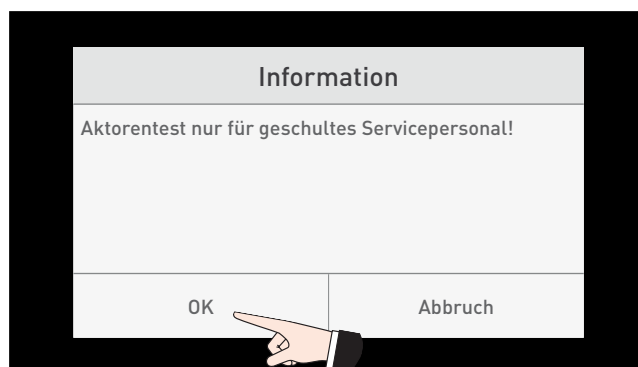 Information
Aktorentest nur für geschultes Servicepersonal!
OK
Abbruch